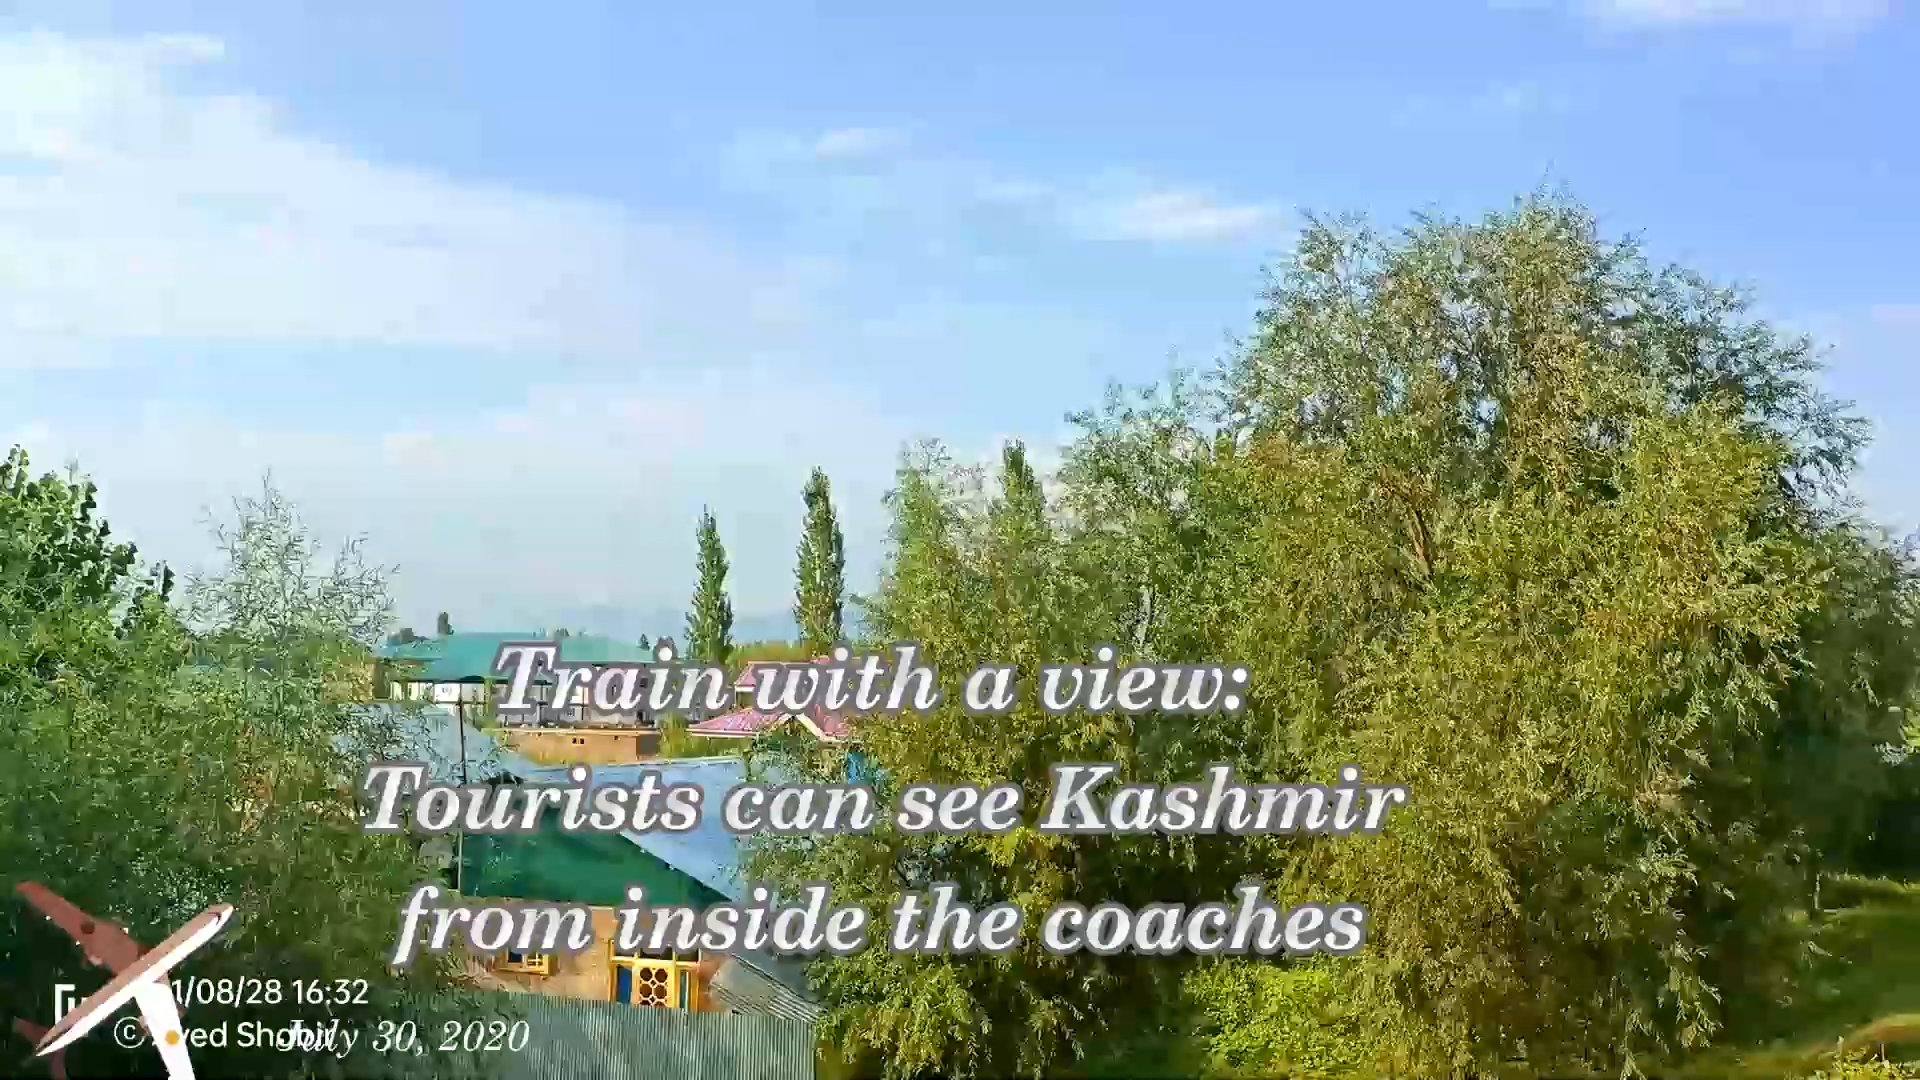 Train with a view:
Tourists can see Kashmir
from inside the coaches
1/08/28 16:32
July 30, 2020